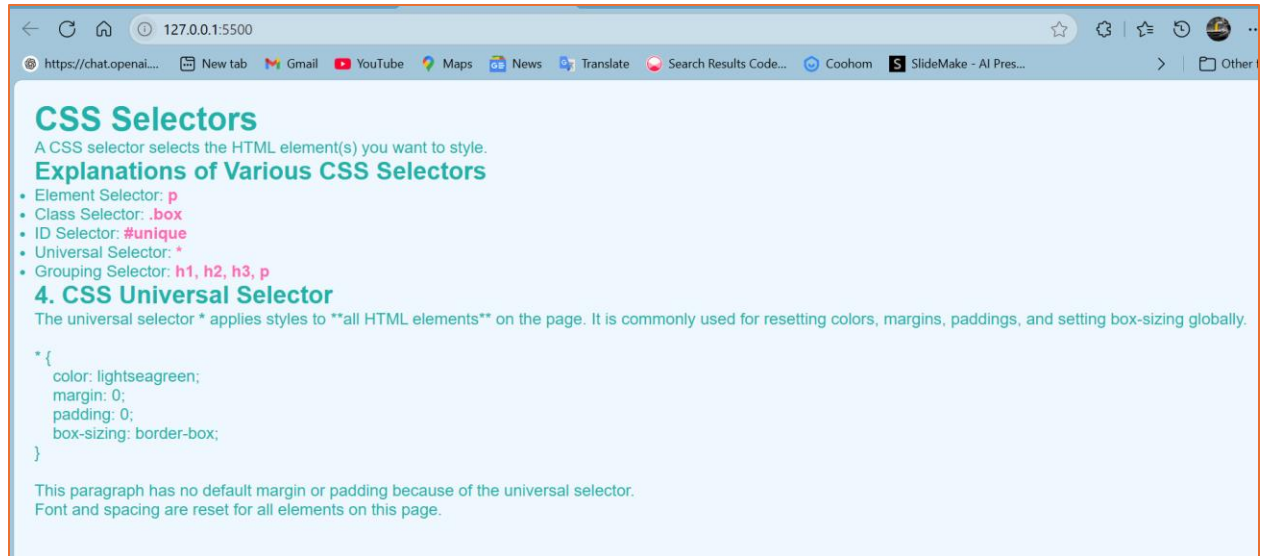 127.0.0.1:5500
https://chat.openai.... New tab Gmail YouTube Maps News Translate Search Results Code... Coohom SlideMake - AI Pres... Other
CSS Selectors
A CSS selector selects the HTML element(s) you want to style.
Explanations of Various CSS Selectors
• Element Selector: p
• Class Selector: .box
• ID Selector: #unique
• Universal Selector: *
• Grouping Selector: h1, h2, h3, p
4. CSS Universal Selector
The universal selector * applies styles to **all HTML elements** on the page. It is commonly used for resetting colors, margins, paddings, and setting box-sizing globally.
* {
color: lightseagreen;
margin: 0;
padding: 0;
box-sizing: border-box;
}
This paragraph has no default margin or padding because of the universal selector.
Font and spacing are reset for all elements on this page.